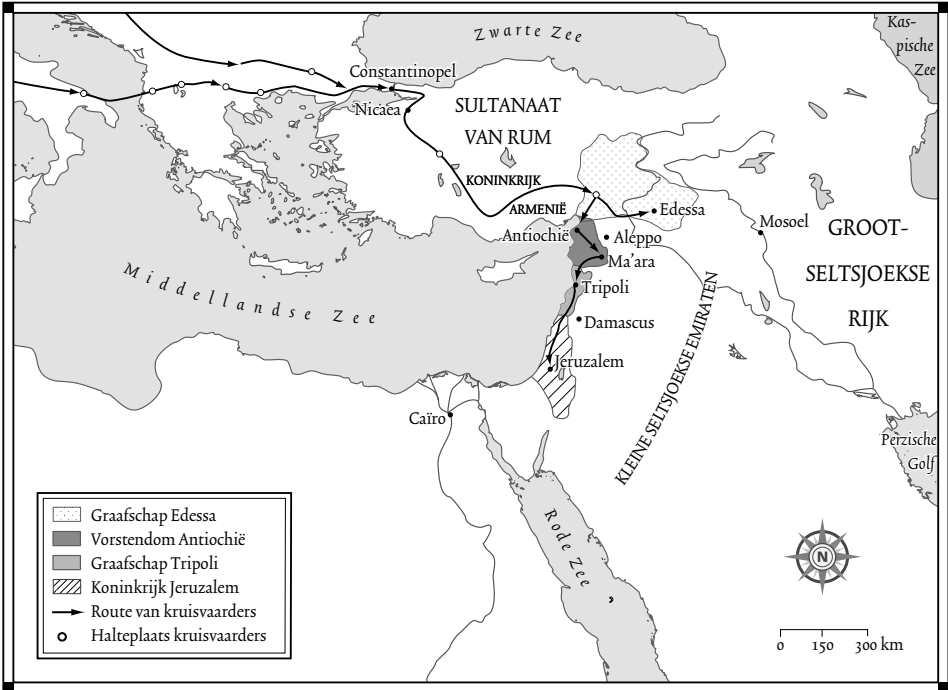 Kas-
pische
Zee
Zwarte Zee
Constantinopel
Nicaea
SULTANAAT
VAN RUM
KONINKRIJK
ARMENIË
Edessa
Antiochië
Aleppo
Mosoel
Ma'ara
GROOT-
SELTSJOEKSE
RIJK
Middellandse Zee
Tripoli
Damascus
KLEINE SELTSJOEKSE EMIRATEN
Jeruzalem
Caïro
Perzische
Golf
Rode Zee
Graafschap Edessa
Vorstendom Antiochië
Graafschap Tripoli
Koninkrijk Jeruzalem
Route van kruisvaarders
Halteplaats kruisvaarders
N
0 150 300 km